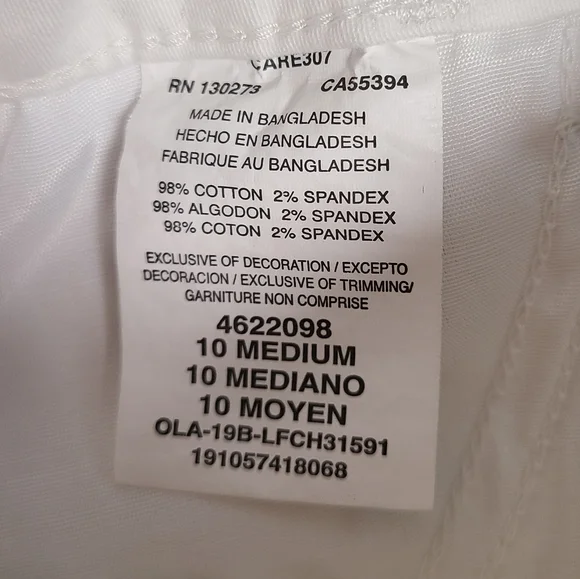 CARE307
RN 130273 CA55394
MADE IN BANGLADESH
HECHO EN BANGLADESH
FABRIQUE AU BANGLADESH
98% COTTON 2% SPANDEX
98% ALGODON 2% SPANDEX
98% COTON 2% SPANDEX
EXCLUSIVE OF DECORATION / EXCEPTO
DECORACION / EXCLUSIVE OF TRIMMING/
GARNITURE NON COMPRISE
4622098
10 MEDIUM
10 MEDIANO
10 MOYEN
OLA-19B-LFCH31591
191057418068